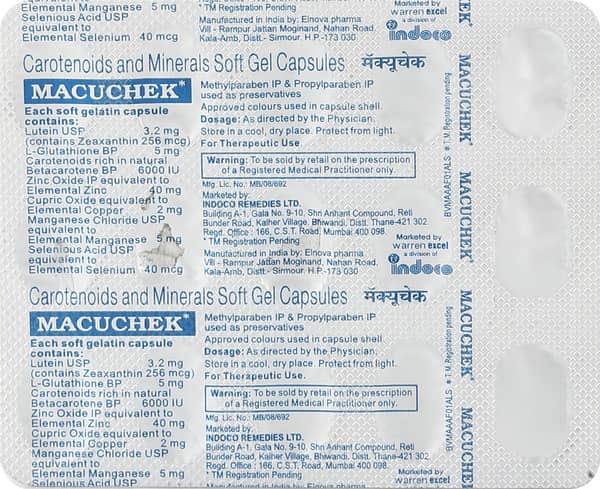 Elemental Manganese 5 mg
Selenious Acid USP
equivalent to
Elemental Selenium 40 mcg
* TM Registration Pending
Manufactured in India by: Elnova pharma
Vill - Rampur Jattan Moginand, Nahan Road,
Kala-Amb, Distt.- Sirmour. H.P.-173 030
Marketed by
warren excel
a division of
indoco
Carotenoids and Minerals Soft Gel Capsules मॅक्यूचेक
MACUCHEK*
Each soft gelatin capsule
contains:
Lutein USP 3.2 mg
(contains Zeaxanthin 256 mcg)
L-Glutathione BP 5 mg
Carotenoids rich in natural
Betacarotene BP 6000 IU
Zinc Oxide IP equivalent to
Elemental Zinc 40 mg
Cupric Oxide equivalent to
Elemental Copper 2 mg
Manganese Chloride USP
equivalent to
Elemental Manganese 5 mg
Selenious Acid USP
equivalent to
Elemental Selenium 40 mcg
Methylparaben IP & Propylparaben IP
used as preservatives
Approved colours used in capsule shell.
Dosage: As directed by the Physician.
Store in a cool, dry place. Protect from light.
For Therapeutic Use.
Warning: To be sold by retail on the prescription
of a Registered Medical Practitioner only.
Mfg. Lic. No.: MB/08/692
Marketed by:
INDOCO REMEDIES LTD.
Building A-1, Gala No. 9-10, Shri Arihant Compound, Reti
Bunder Road, Kalher Village, Bhiwandi. Distt. Thane-421 302.
Regd. Office : 166, C.S.T. Road, Mumbai 400 098.
* TM Registration Pending
Manufactured in India by: Elnova pharma
Vill - Rampur Jattan Moginand, Nahan Road,
Kala-Amb, Distt.- Sirmour. H.P.-173 030
Marketed by
warren excel
a division of
indoco
Carotenoids and Minerals Soft Gel Capsules मॅक्यूचेक
MACUCHEK*
Each soft gelatin capsule
contains:
Lutein USP 3.2 mg
(contains Zeaxanthin 256 mcg)
L-Glutathione BP 5 mg
Carotenoids rich in natural
Betacarotene BP 6000 IU
Zinc Oxide IP equivalent to
Elemental Zinc 40 mg
Cupric Oxide equivalent to
Elemental Copper 2 mg
Manganese Chloride USP
equivalent to
Elemental Manganese 5 mg
Selenious Acid USP
Methylparaben IP & Propylparaben IP
used as preservatives
Approved colours used in capsule shell.
Dosage: As directed by the Physician.
Store in a cool, dry place. Protect from light.
For Therapeutic Use.
Warning: To be sold by retail on the prescription
of a Registered Medical Practitioner only.
Mfg. Lic. No.: MB/08/692
Marketed by:
INDOCO REMEDIES LTD.
Building A-1, Gala No. 9-10, Shri Arihant Compound, Reti
Bunder Road, Kalher Village, Bhiwandi. Distt. Thane-421 302.
Regd. Office : 166, C.S.T. Road, Mumbai 400 098.
* TM Registration Pending
Manufactured in India by: Elnova pharma
Marketed by
warren excel
MACUCHEK*
MACUCHEK*
MACUCHEK*
MACUCHEK*
BVMAAAF01ALS * T. M. Registration pending
BVMAAAF01ALS * T. M. Registration pending